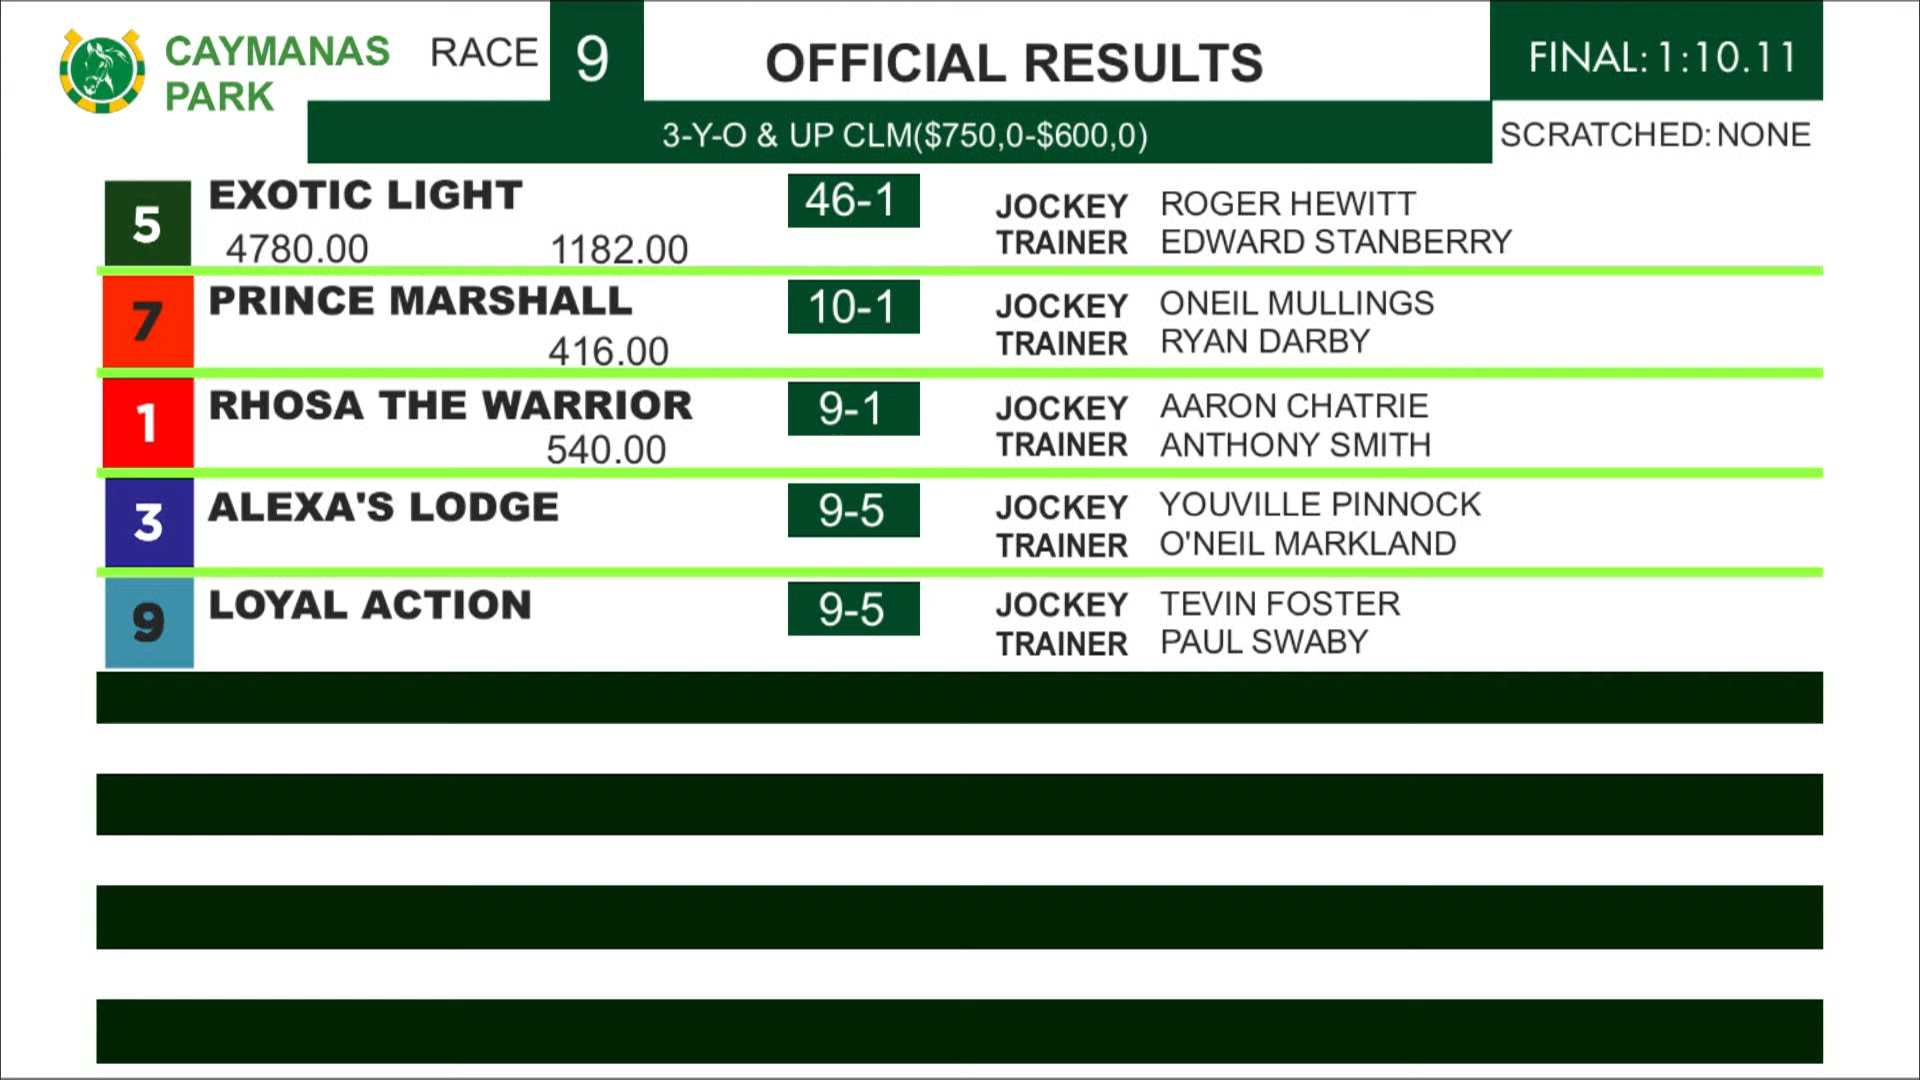 CAYMANAS PARK
RACE 9
OFFICIAL RESULTS
FINAL: 1:10.11
3-Y-O & UP CLM($750,0-$600,0)
SCRATCHED: NONE
5 EXOTIC LIGHT 46-1 JOCKEY ROGER HEWITT
4780.00 1182.00 TRAINER EDWARD STANBERRY
7 PRINCE MARSHALL 10-1 JOCKEY ONEIL MULLINGS
416.00 TRAINER RYAN DARBY
1 RHOSA THE WARRIOR 9-1 JOCKEY AARON CHATRIE
540.00 TRAINER ANTHONY SMITH
3 ALEXA'S LODGE 9-5 JOCKEY YOUVILLE PINNOCK
TRAINER O'NEIL MARKLAND
9 LOYAL ACTION 9-5 JOCKEY TEVIN FOSTER
TRAINER PAUL SWABY